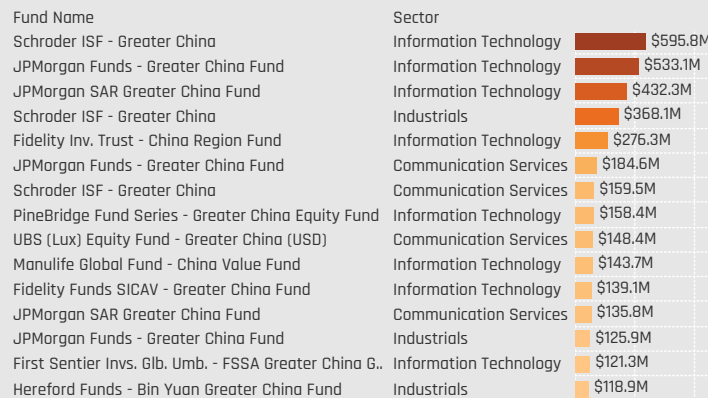 Fund Name Sector
Schroder ISF - Greater China Information Technology $595.8M
JPMorgan Funds - Greater China Fund Information Technology $533.1M
JPMorgan SAR Greater China Fund Information Technology $432.3M
Schroder ISF - Greater China Industrials $368.1M
Fidelity Inv. Trust - China Region Fund Information Technology $276.3M
JPMorgan Funds - Greater China Fund Communication Services $184.6M
Schroder ISF - Greater China Communication Services $159.5M
PineBridge Fund Series - Greater China Equity Fund Information Technology $158.4M
UBS (Lux) Equity Fund - Greater China (USD) Communication Services $148.4M
Manulife Global Fund - China Value Fund Information Technology $143.7M
Fidelity Funds SICAV - Greater China Fund Information Technology $139.1M
JPMorgan SAR Greater China Fund Communication Services $135.8M
JPMorgan Funds - Greater China Fund Industrials $125.9M
First Sentier Invs. Glb. Umb. - FSSA Greater China G.. Information Technology $121.3M
Hereford Funds - Bin Yuan Greater China Fund Industrials $118.9M